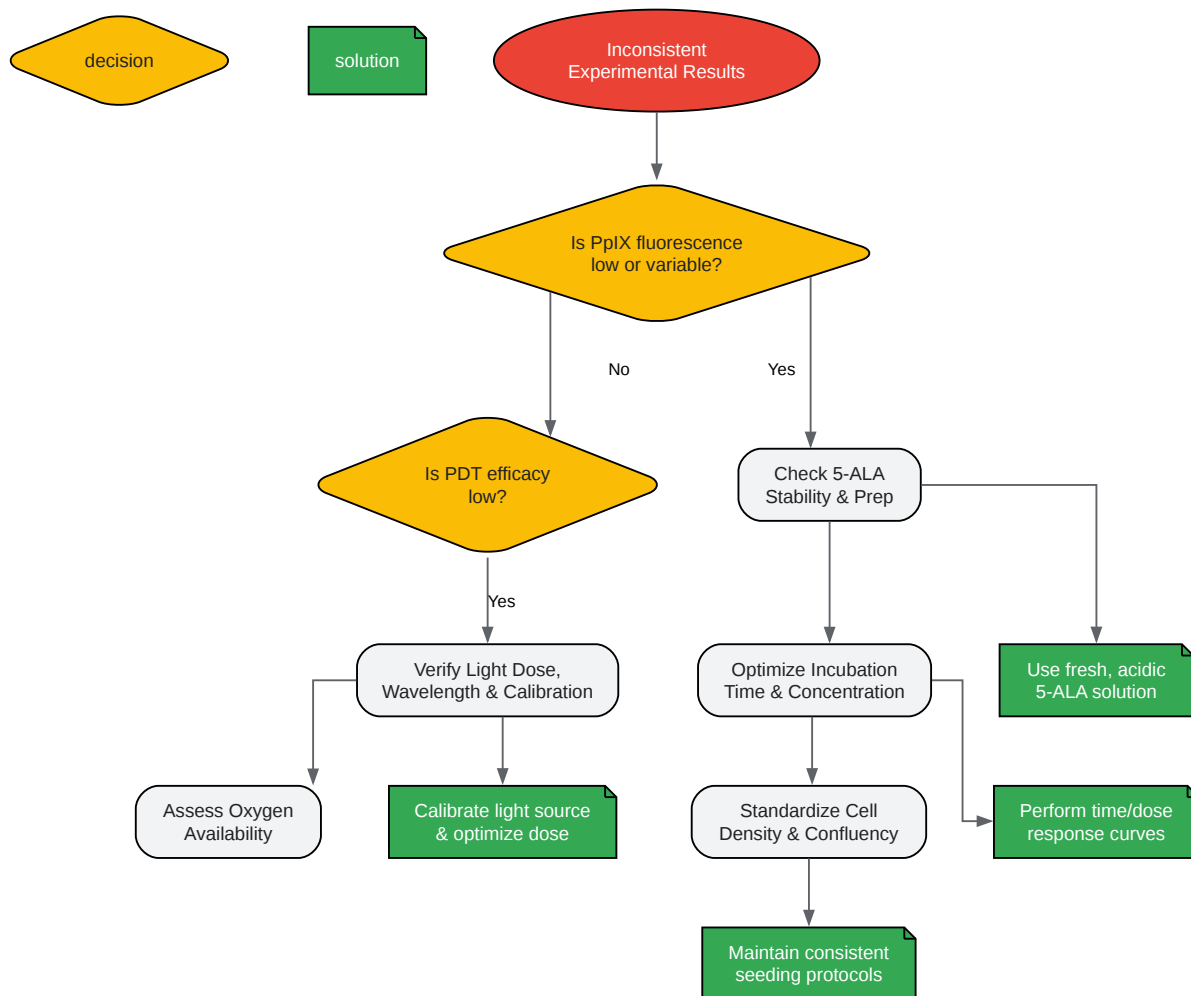 decision
solution
Inconsistent
Experimental Results
Is PpIX fluorescence
low or variable?
No
Yes
Is PDT efficacy
low?
Check 5-ALA
Stability & Prep
Yes
Verify Light Dose,
Wavelength & Calibration
Optimize Incubation
Time & Concentration
Use fresh, acidic
5-ALA solution
Assess Oxygen
Availability
Calibrate light source
& optimize dose
Standardize Cell
Density & Confluency
Perform time/dose
response curves
Maintain consistent
seeding protocols